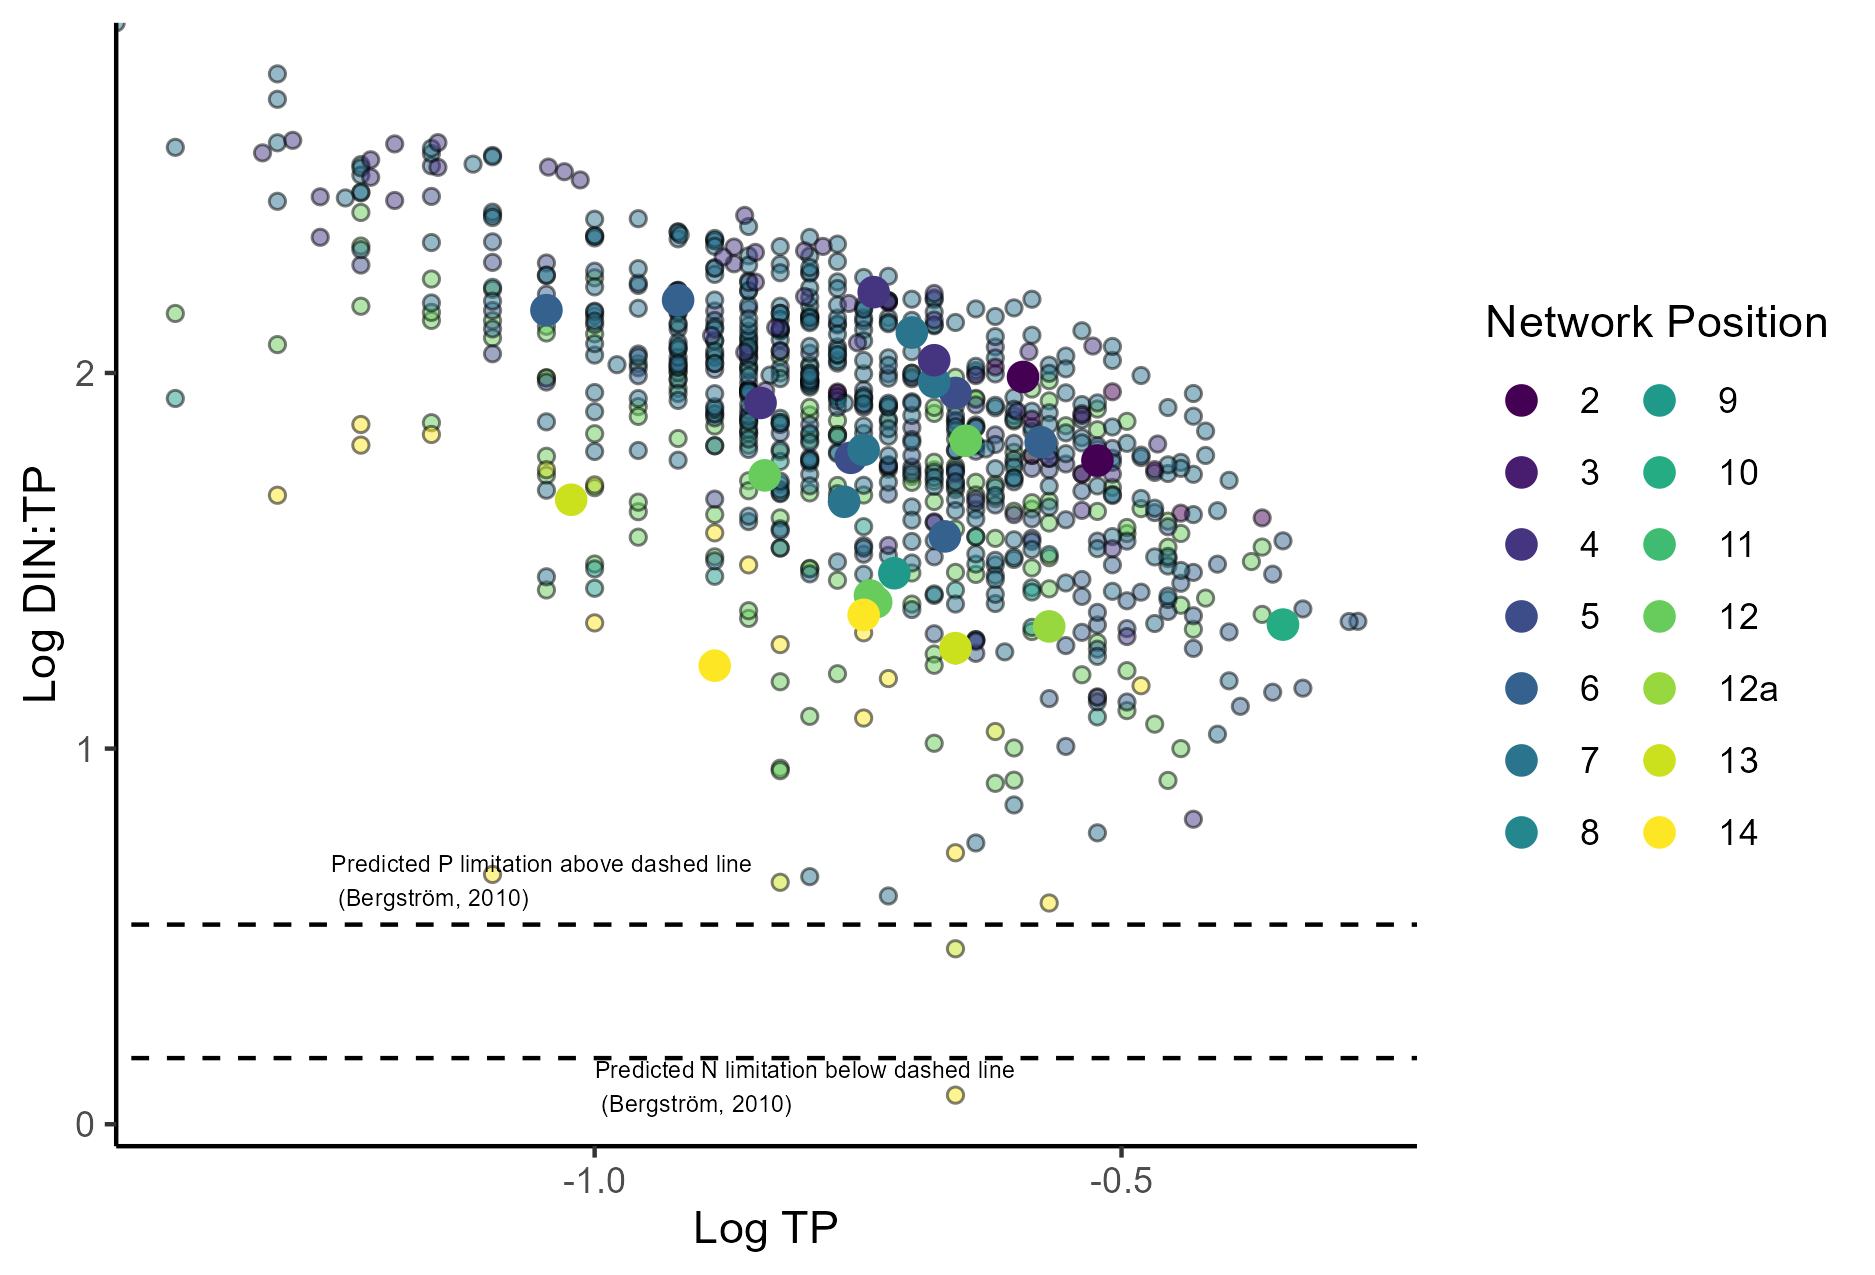 Log DIN:TP
2
1
0
Predicted P limitation above dashed line
(Bergström, 2010)
Predicted N limitation below dashed line
(Bergström, 2010)
-1.0
-0.5
Log TP
Network Position
2
9
3
10
4
11
5
12
6
12a
7
13
8
14